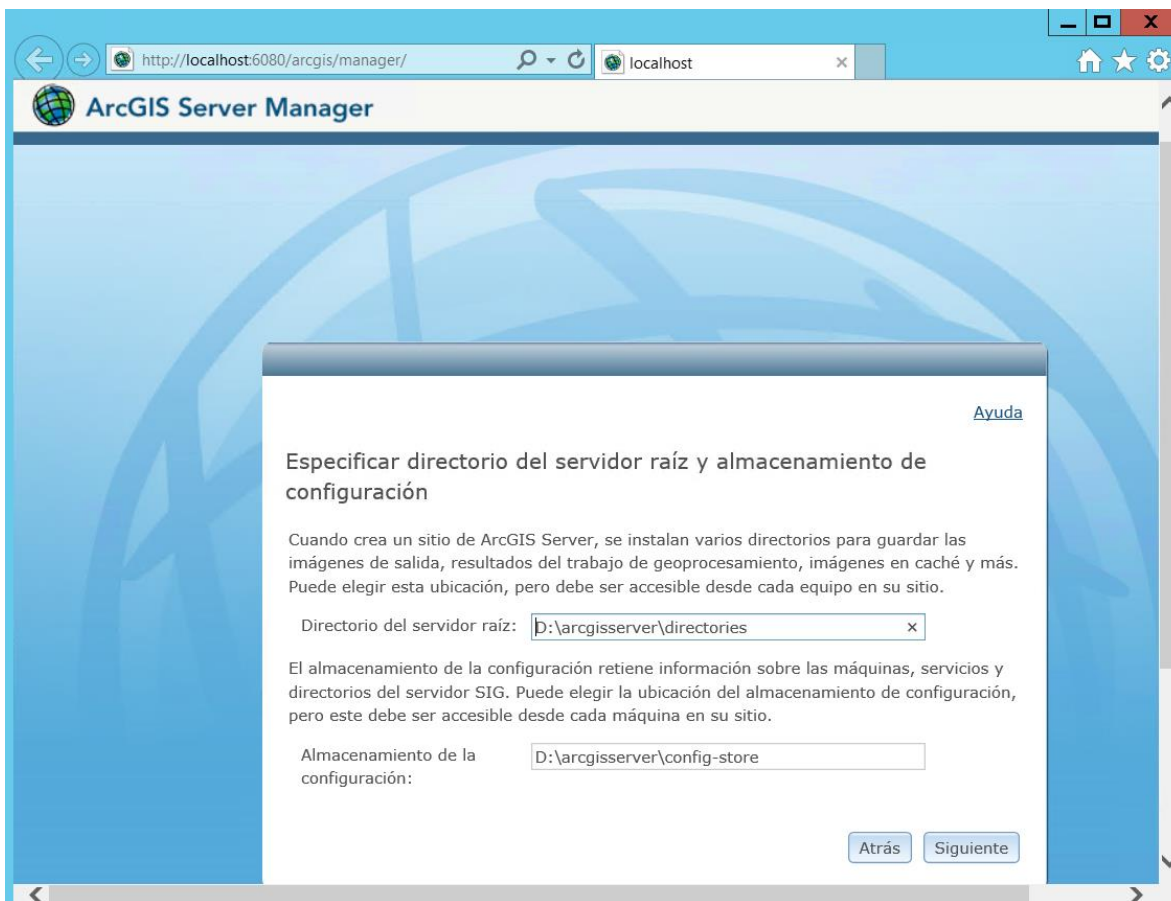 X
http://localhost:6080/arcgis/manager/
localhost
ArcGIS Server Manager
Ayuda
Especificar directorio del servidor raíz y almacenamiento de
configuración
Cuando crea un sitio de ArcGIS Server, se instalan varios directorios para guardar las
imágenes de salida, resultados del trabajo de geoprocesamiento, imágenes en caché y más.
Puede elegir esta ubicación, pero debe ser accesible desde cada equipo en su sitio.
Directorio del servidor raíz: D:\arcgisserver\directories
El almacenamiento de la configuración retiene información sobre las máquinas, servicios y
directorios del servidor SIG. Puede elegir la ubicación del almacenamiento de configuración,
pero este debe ser accesible desde cada máquina en su sitio.
Almacenamiento de la D:\arcgisserver\config-store
configuración:
Atrás Siguiente